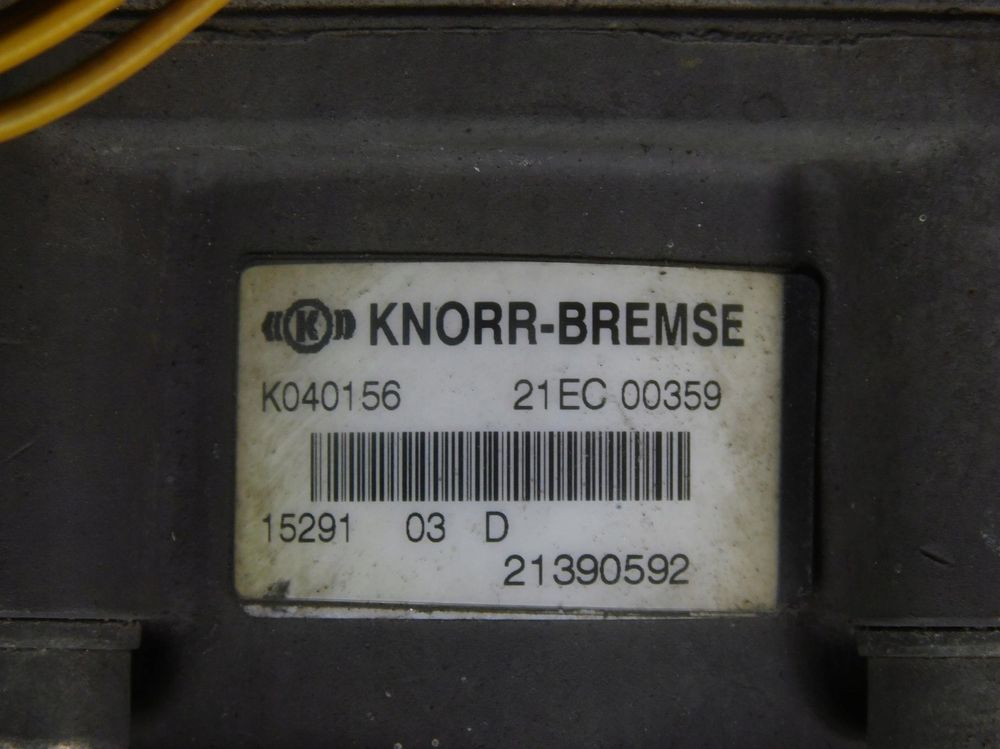 K KNORR-BREMSE
K040156 21EC 00359
15291 03 D
21390592